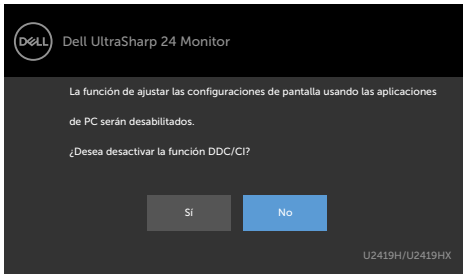 DELL
Dell UltraSharp 24 Monitor
La función de ajustar las configuraciones de pantalla usando las aplicaciones
de PC serán desabilitados.
¿Desea desactivar la función DDC/CI?
Sí
No
U2419H/U2419HX